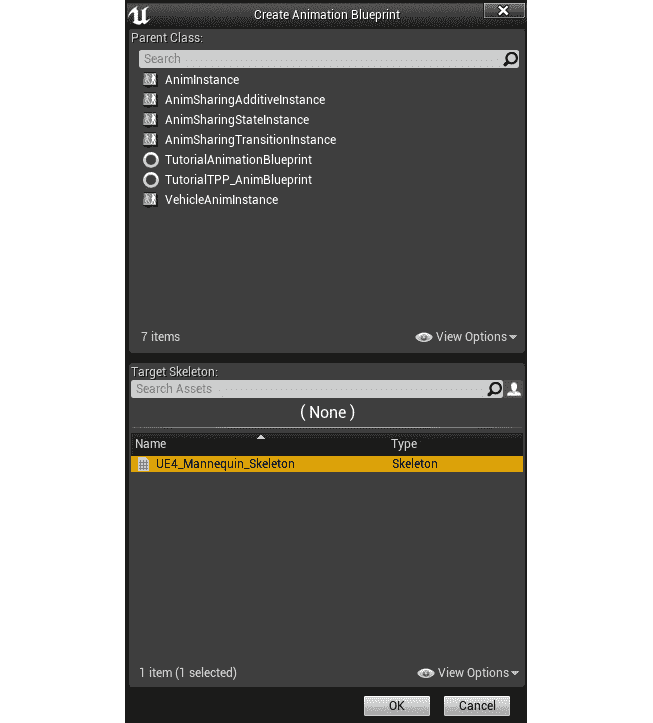 Create Animation Blueprint
Parent Class:
Search
AnimInstance
AnimSharingAdditiveInstance
AnimSharingStateInstance
AnimSharingTransitionInstance
TutorialAnimationBlueprint
TutorialTPP_AnimBlueprint
VehicleAnimInstance
7 items View Options
Target Skeleton:
Search Assets
( None )
Name Type
UE4_Mannequin_Skeleton Skeleton
1 item (1 selected) View Options
OK Cancel